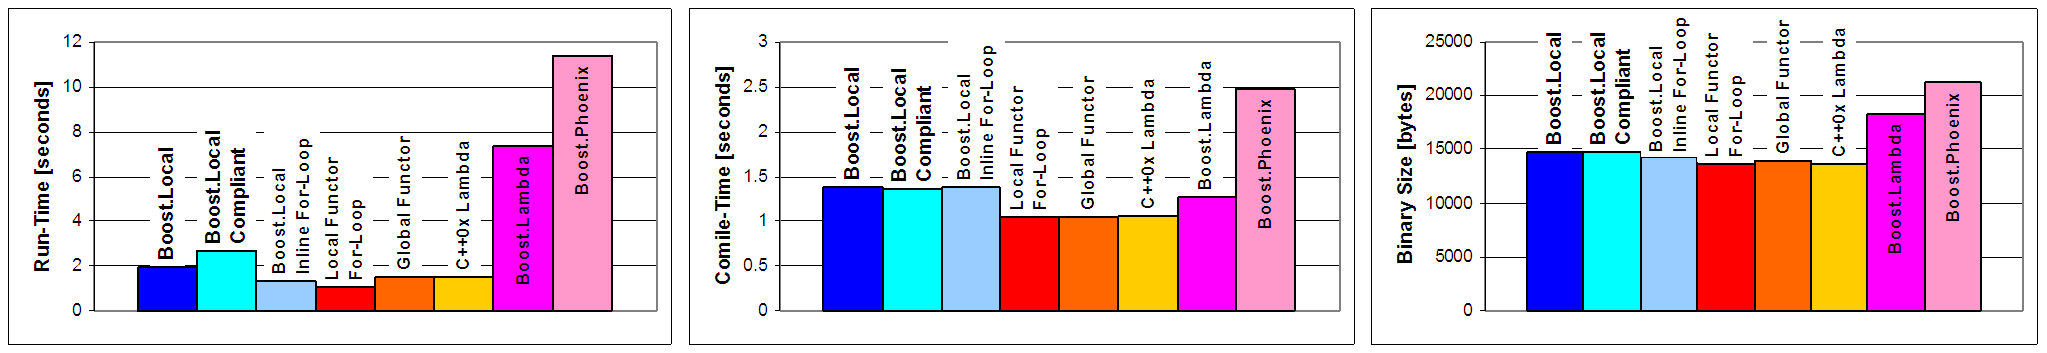 Run-Time [seconds]
12
10
8
6
4
2
0
Boost.Local
Boost.Local
Compliant
Boost.Local
Inline For-Loop
Local Functor
For-Loop
Global Functor
C++0x Lambda
Boost.Lambda
Boost.Phoenix
Comile-Time [seconds]
3
2.5
2
1.5
1
0.5
0
Boost.Local
Boost.Local
Compliant
Boost.Local
Inline For-Loop
Local Functor
For-Loop
Global Functor
C++0x Lambda
Boost.Lambda
Boost.Phoenix
Binary Size [bytes]
25000
20000
15000
10000
5000
0
Boost.Local
Boost.Local
Compliant
Boost.Local
Inline For-Loop
Local Functor
For-Loop
Global Functor
C++0x Lambda
Boost.Lambda
Boost.Phoenix